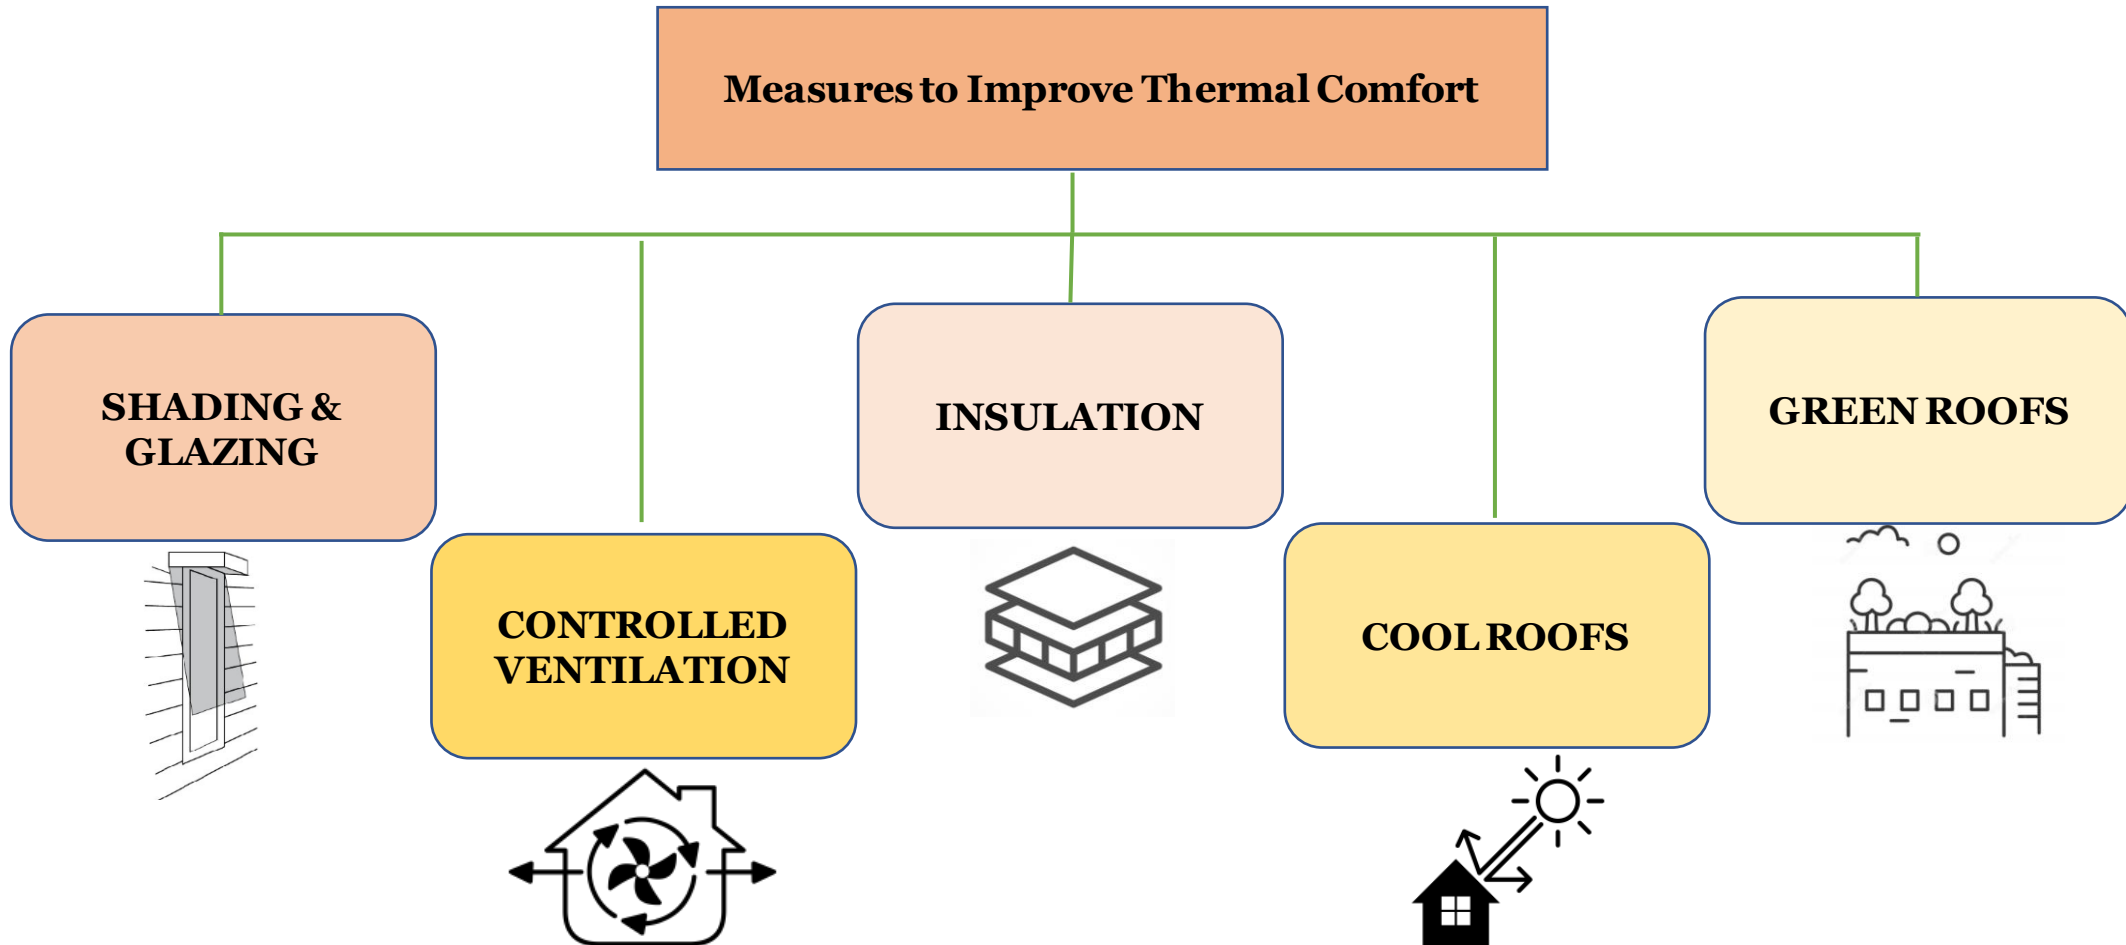 Measures to Improve Thermal Comfort
SHADING &
GLAZING
CONTROLLED
VENTILATION
INSULATION
COOL ROOFS
GREEN ROOFS